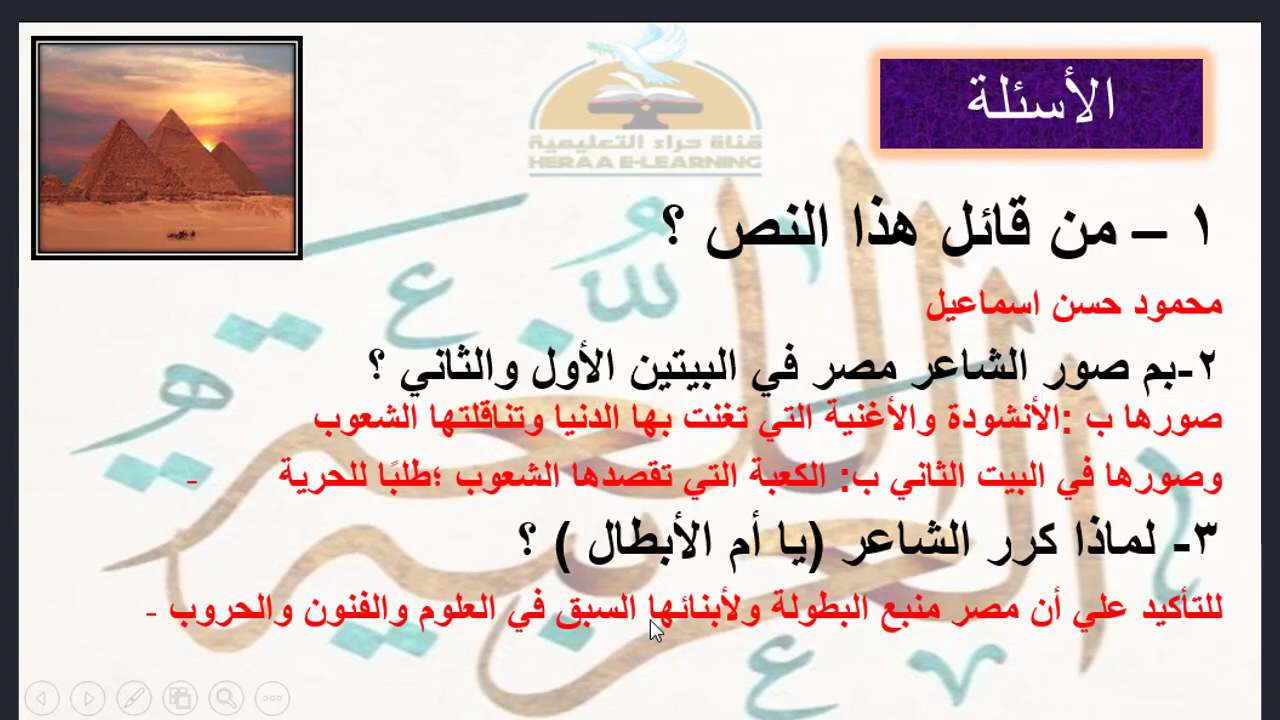 الأسئلة
قناة حراء التعليمية
HERAA E-LEARNING
١ – من قائل هذا النص ؟
محمود حسن اسماعيل
٢-بم صور الشاعر مصر في البيتين الأول والثاني ؟
صورها ب :الأنشودة والأغنية التي تغنت بها الدنيا وتناقلتها الشعوب
وصورها في البيت الثاني ب: الكعبة التي تقصدها الشعوب ؛طلبًا للحرية -
٣- لماذا كرر الشاعر (يا أم الأبطال ) ؟
للتأكيد علي أن مصر منبع البطولة ولأبنائها السبق في العلوم والفنون والحروب -
اللغة العربية